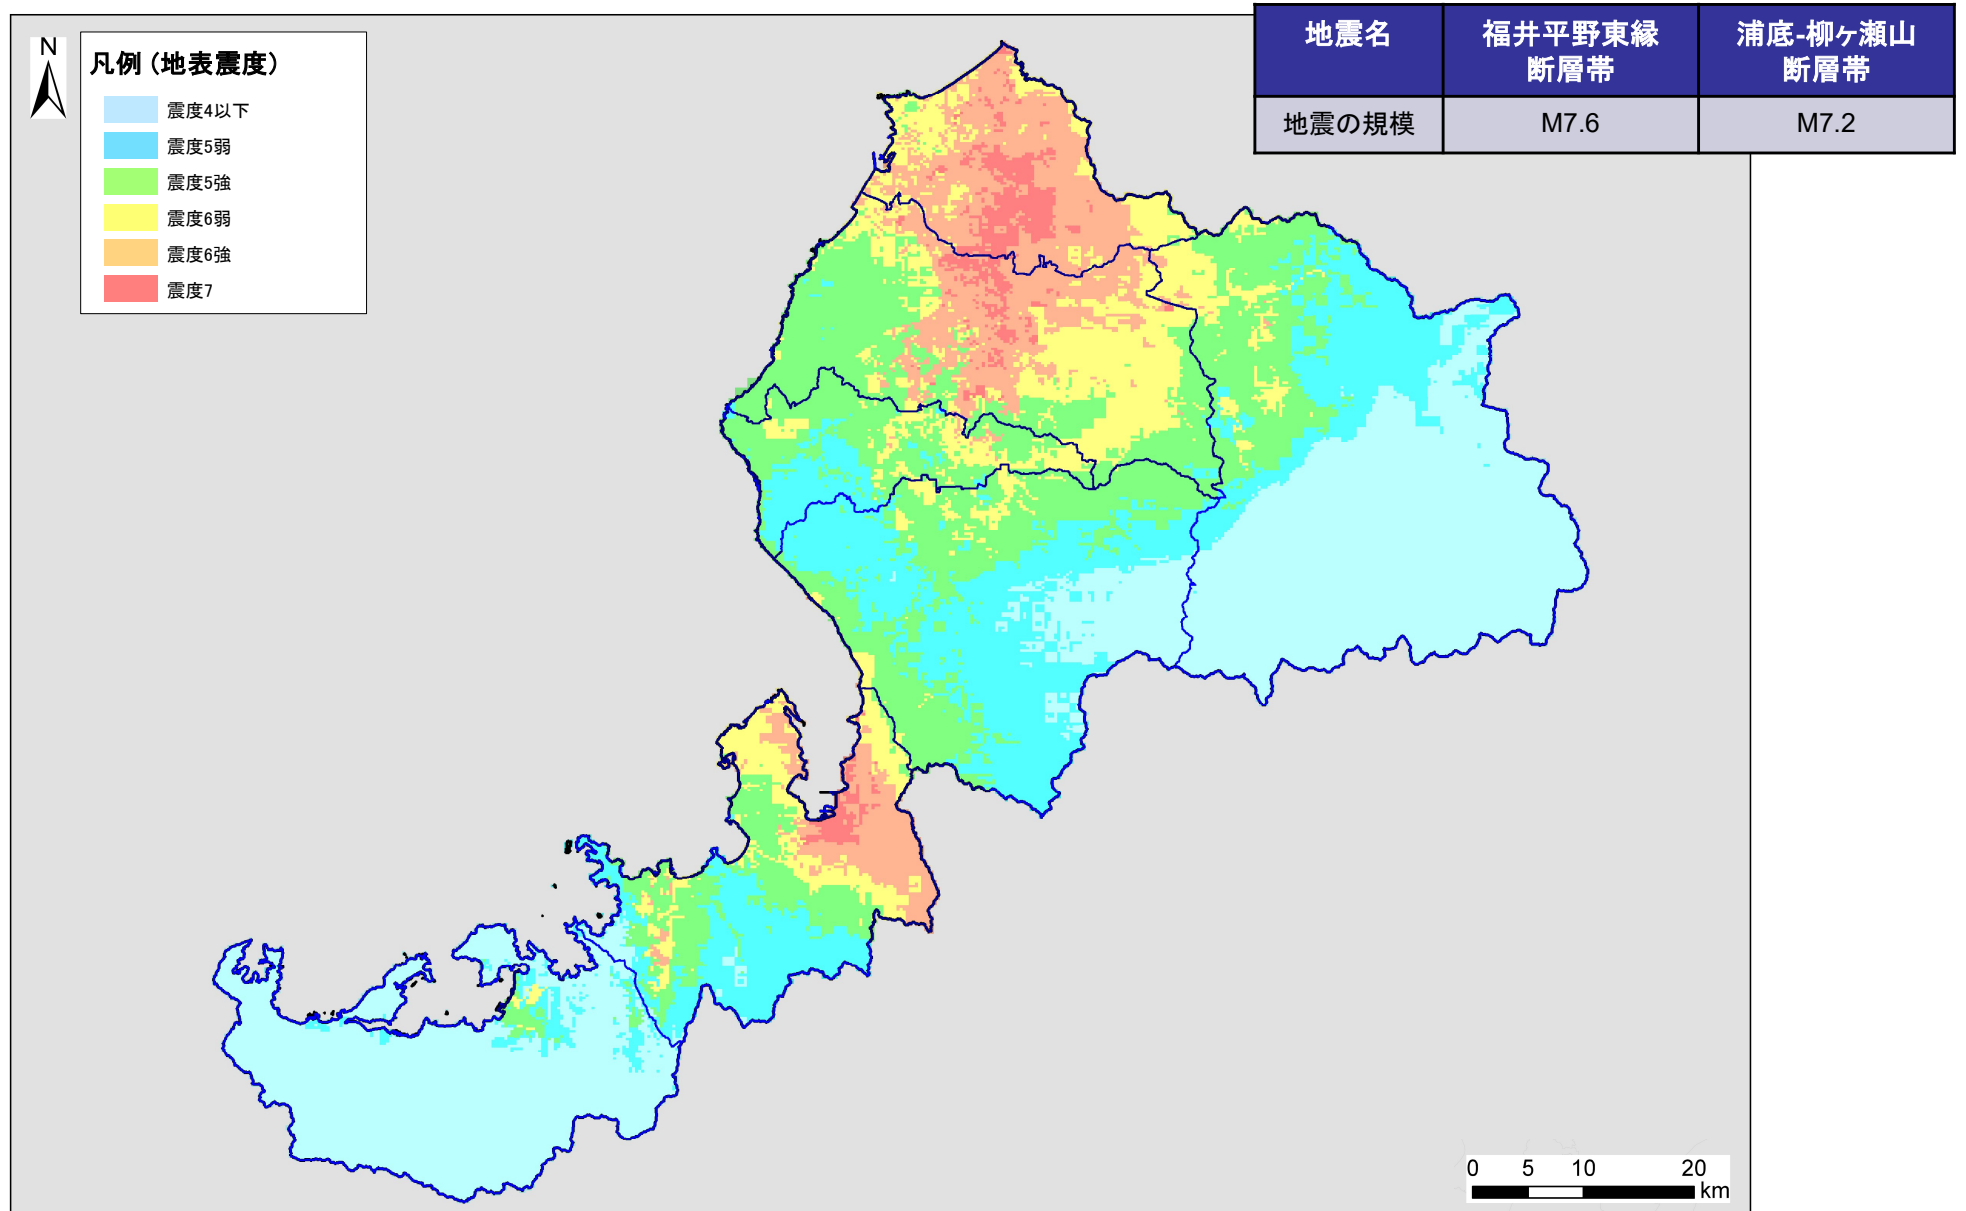 N
凡例(地表震度)
震度4以下
震度5弱
震度5強
震度6弱
震度6強
震度7
地震名
福井平野東縁
断層帯
浦底-柳ヶ瀬山
断層帯
地震の規模
M7.6
M7.2
0 5 10 20
km